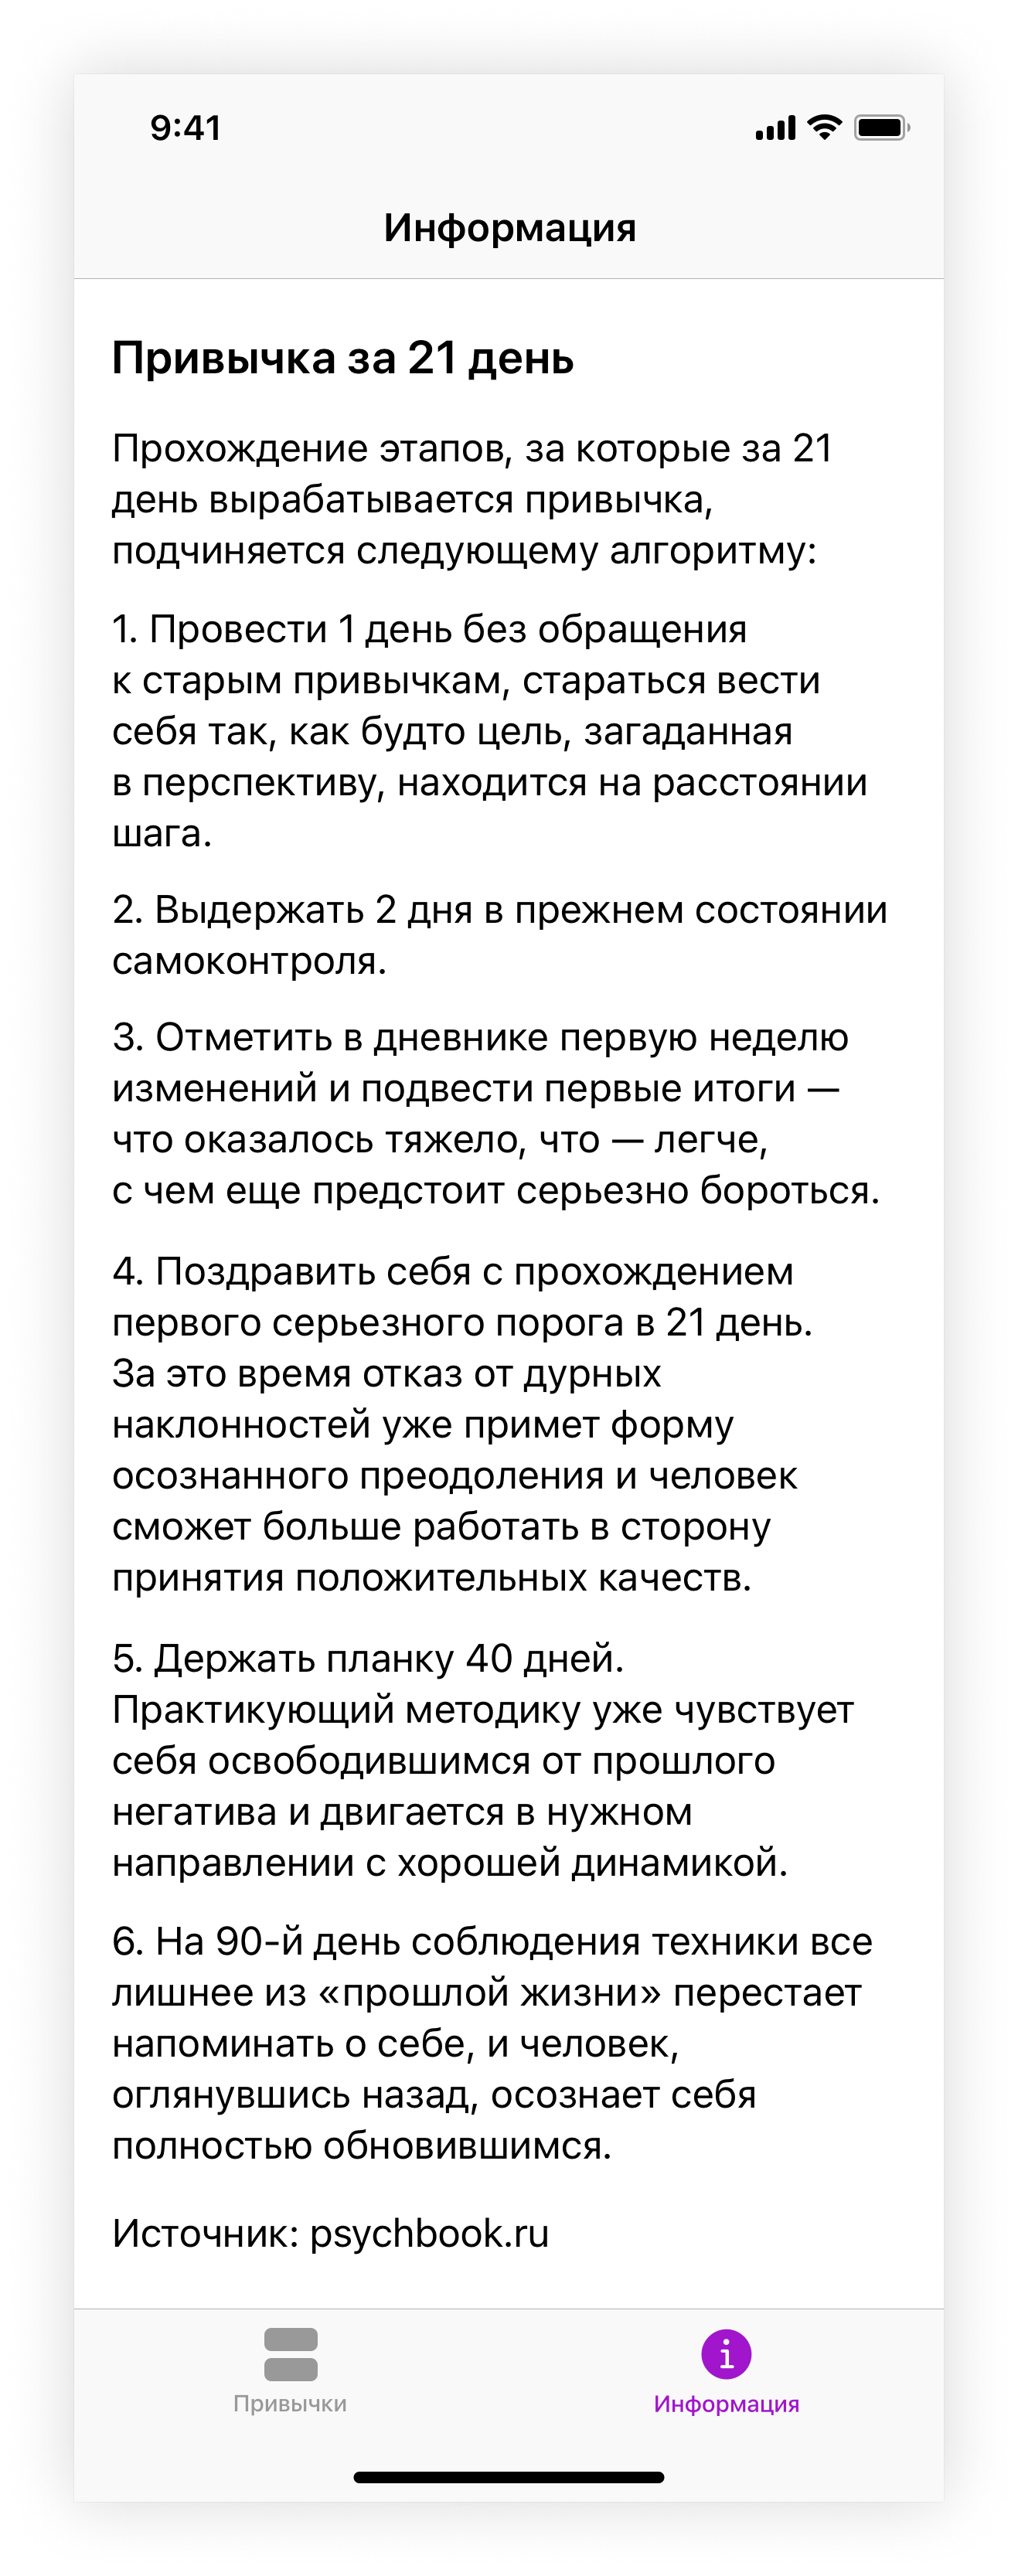 9:41
Информация
Привычка за 21 день
Прохождение этапов, за которые за 21
день вырабатывается привычка,
подчиняется следующему алгоритму:
1. Провести 1 день без обращения
к старым привычкам, стараться вести
себя так, как будто цель, загаданная
в перспективу, находится на расстоянии
шага.
2. Выдержать 2 дня в прежнем состоянии
самоконтроля.
3. Отметить в дневнике первую неделю
изменений и подвести первые итоги —
что оказалось тяжело, что — легче,
с чем еще предстоит серьезно бороться.
4. Поздравить себя с прохождением
первого серьезного порога в 21 день.
За это время отказ от дурных
наклонностей уже примет форму
осознанного преодоления и человек
сможет больше работать в сторону
принятия положительных качеств.
5. Держать планку 40 дней.
Практикующий методику уже чувствует
себя освободившимся от прошлого
негатива и двигается в нужном
направлении с хорошей динамикой.
6. На 90-й день соблюдения техники все
лишнее из «прошлой жизни» перестает
напоминать о себе, и человек,
оглянувшись назад, осознает себя
полностью обновившимся.
Источник: psychbook.ru
Привычки
Информация